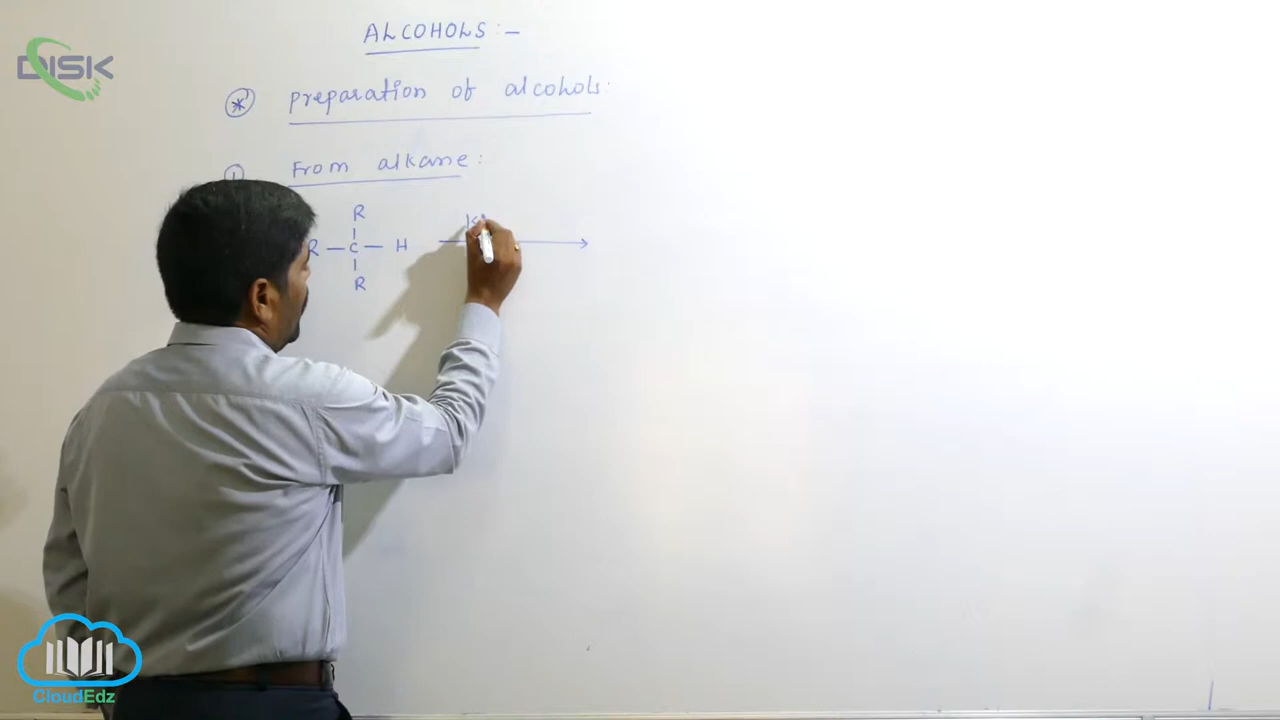 DISK
ALCOHOLS :-
* preparation of alcohols:
1 From alkane :
R
R — C — H
R
CloudEdz